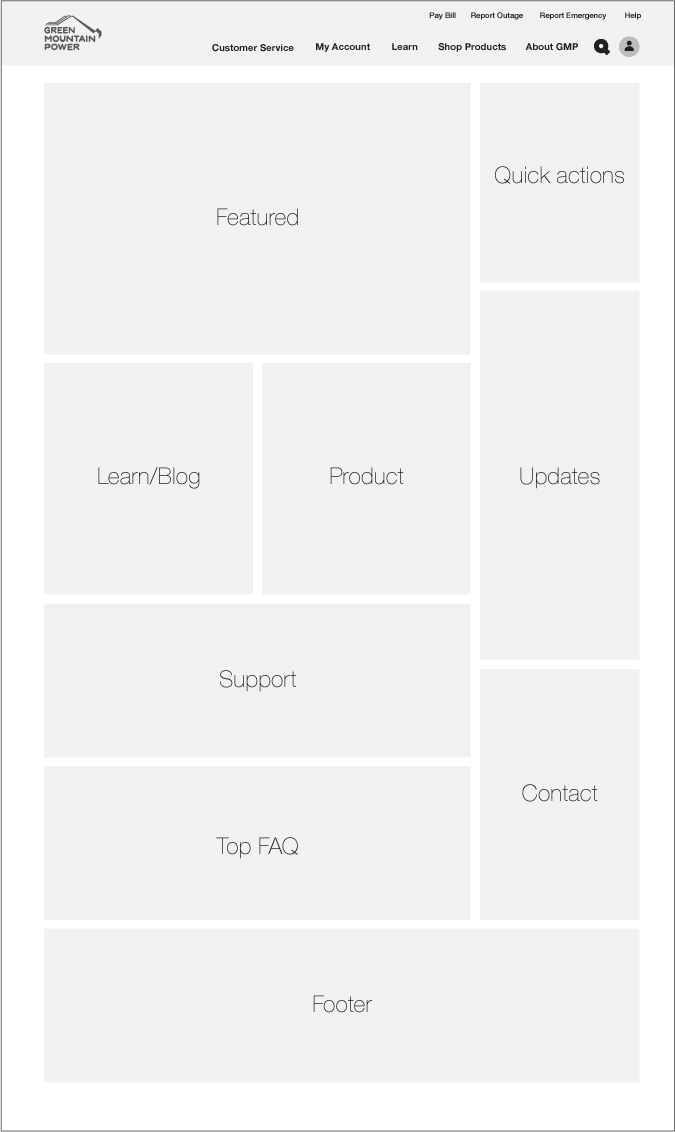 GREEN
MOUNTAIN
POWER
Pay Bill Report Outage Report Emergency Help
Customer Service My Account Learn Shop Products About GMP
Featured
Quick actions
Learn/Blog
Product
Updates
Support
Contact
Top FAQ
Footer